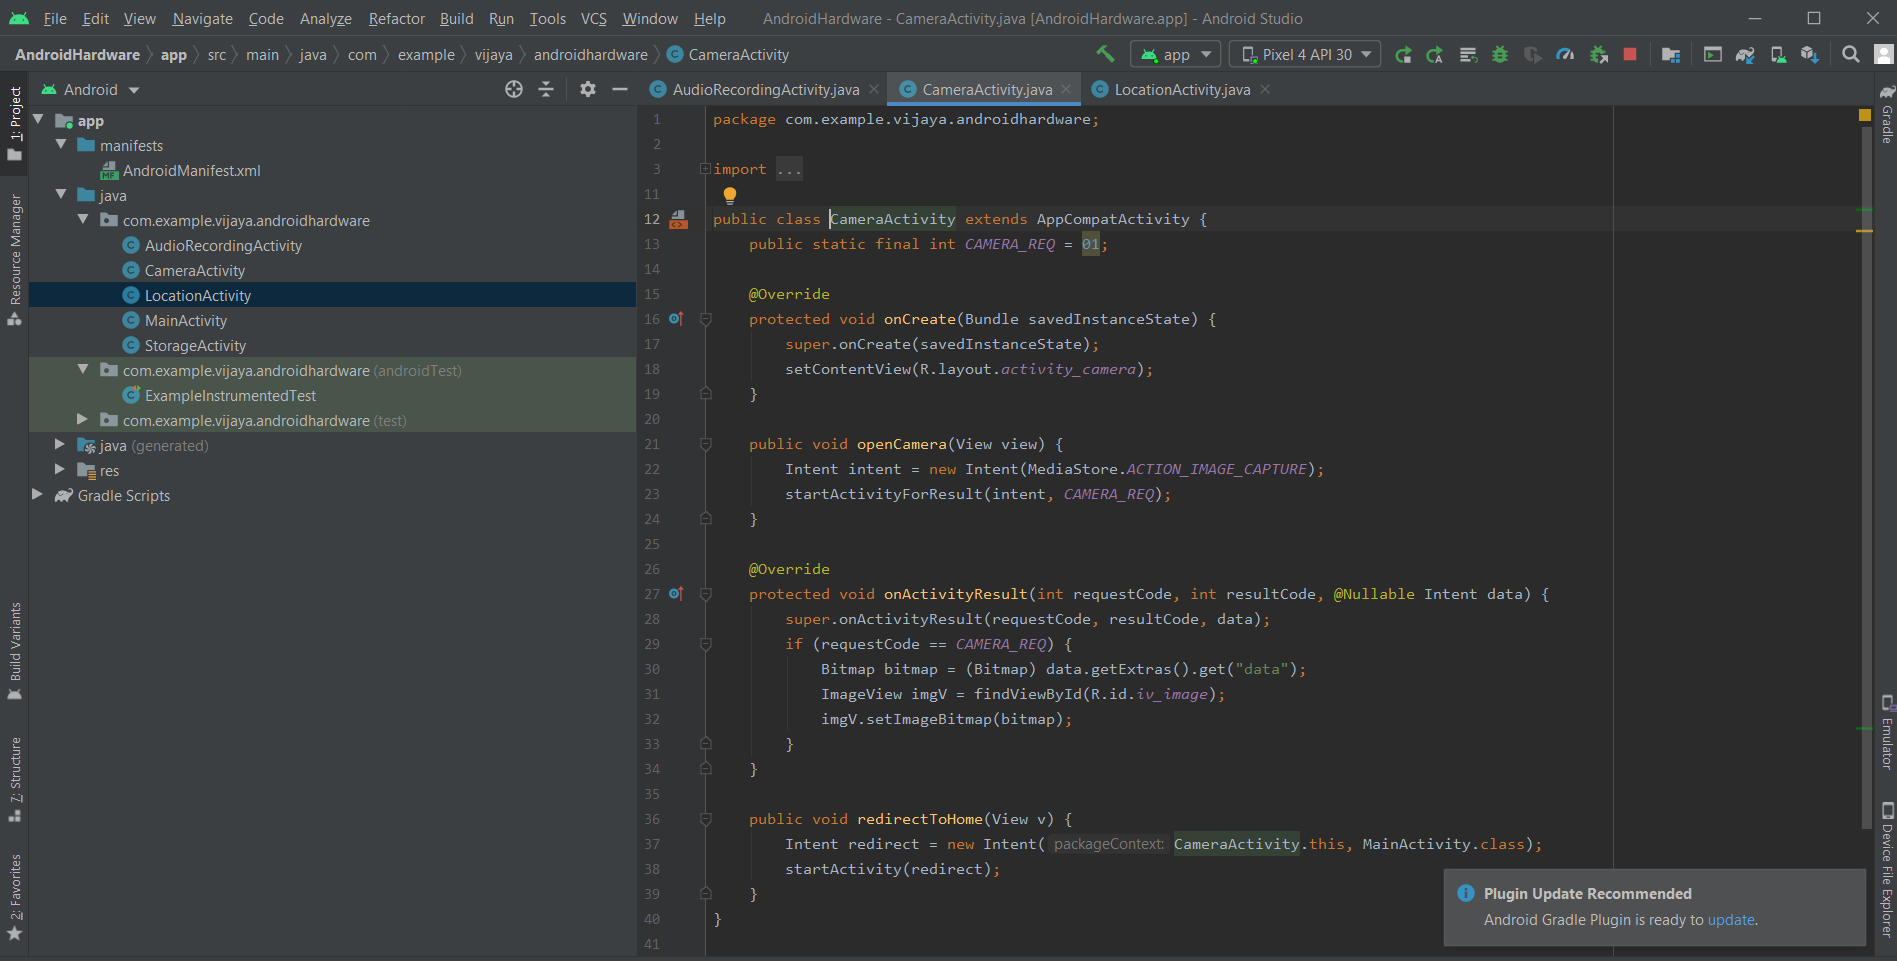 File Edit View Navigate Code Analyze Refactor Build Run Tools VCS Window Help AndroidHardware - CameraActivity.java [AndroidHardware.app] - Android Studio
AndroidHardware app src main java com example vijaya androidhardware CameraActivity app Pixel 4 API 30
1: Project
Resource Manager
Build Variants
7: Structure
2: Favorites
Android
app
manifests
AndroidManifest.xml
java
com.example.vijaya.androidhardware
AudioRecordingActivity
CameraActivity
LocationActivity
MainActivity
StorageActivity
com.example.vijaya.androidhardware (androidTest)
ExampleInstrumentedTest
com.example.vijaya.androidhardware (test)
java (generated)
res
Gradle Scripts
AudioRecordingActivity.java CameraActivity.java LocationActivity.java
1 package com.example.vijaya.androidhardware;
2
3 import ...
11
12 public class CameraActivity extends AppCompatActivity {
13 public static final int CAMERA_REQ = 01;
14
15 @Override
16 protected void onCreate(Bundle savedInstanceState) {
17 super.onCreate(savedInstanceState);
18 setContentView(R.layout.activity_camera);
19 }
20
21 public void openCamera(View view) {
22 Intent intent = new Intent(MediaStore.ACTION_IMAGE_CAPTURE);
23 startActivityForResult(intent, CAMERA_REQ);
24 }
25
26 @Override
27 protected void onActivityResult(int requestCode, int resultCode, @Nullable Intent data) {
28 super.onActivityResult(requestCode, resultCode, data);
29 if (requestCode == CAMERA_REQ) {
30 Bitmap bitmap = (Bitmap) data.getExtras().get("data");
31 ImageView imgV = findViewById(R.id.iv_image);
32 imgV.setImageBitmap(bitmap);
33 }
34 }
35
36 public void redirectToHome(View v) {
37 Intent redirect = new Intent( packageContext: CameraActivity.this, MainActivity.class);
38 startActivity(redirect);
39 }
40 }
41
Plugin Update Recommended
Android Gradle Plugin is ready to update.
Gradle
Emulator
Device File Explorer